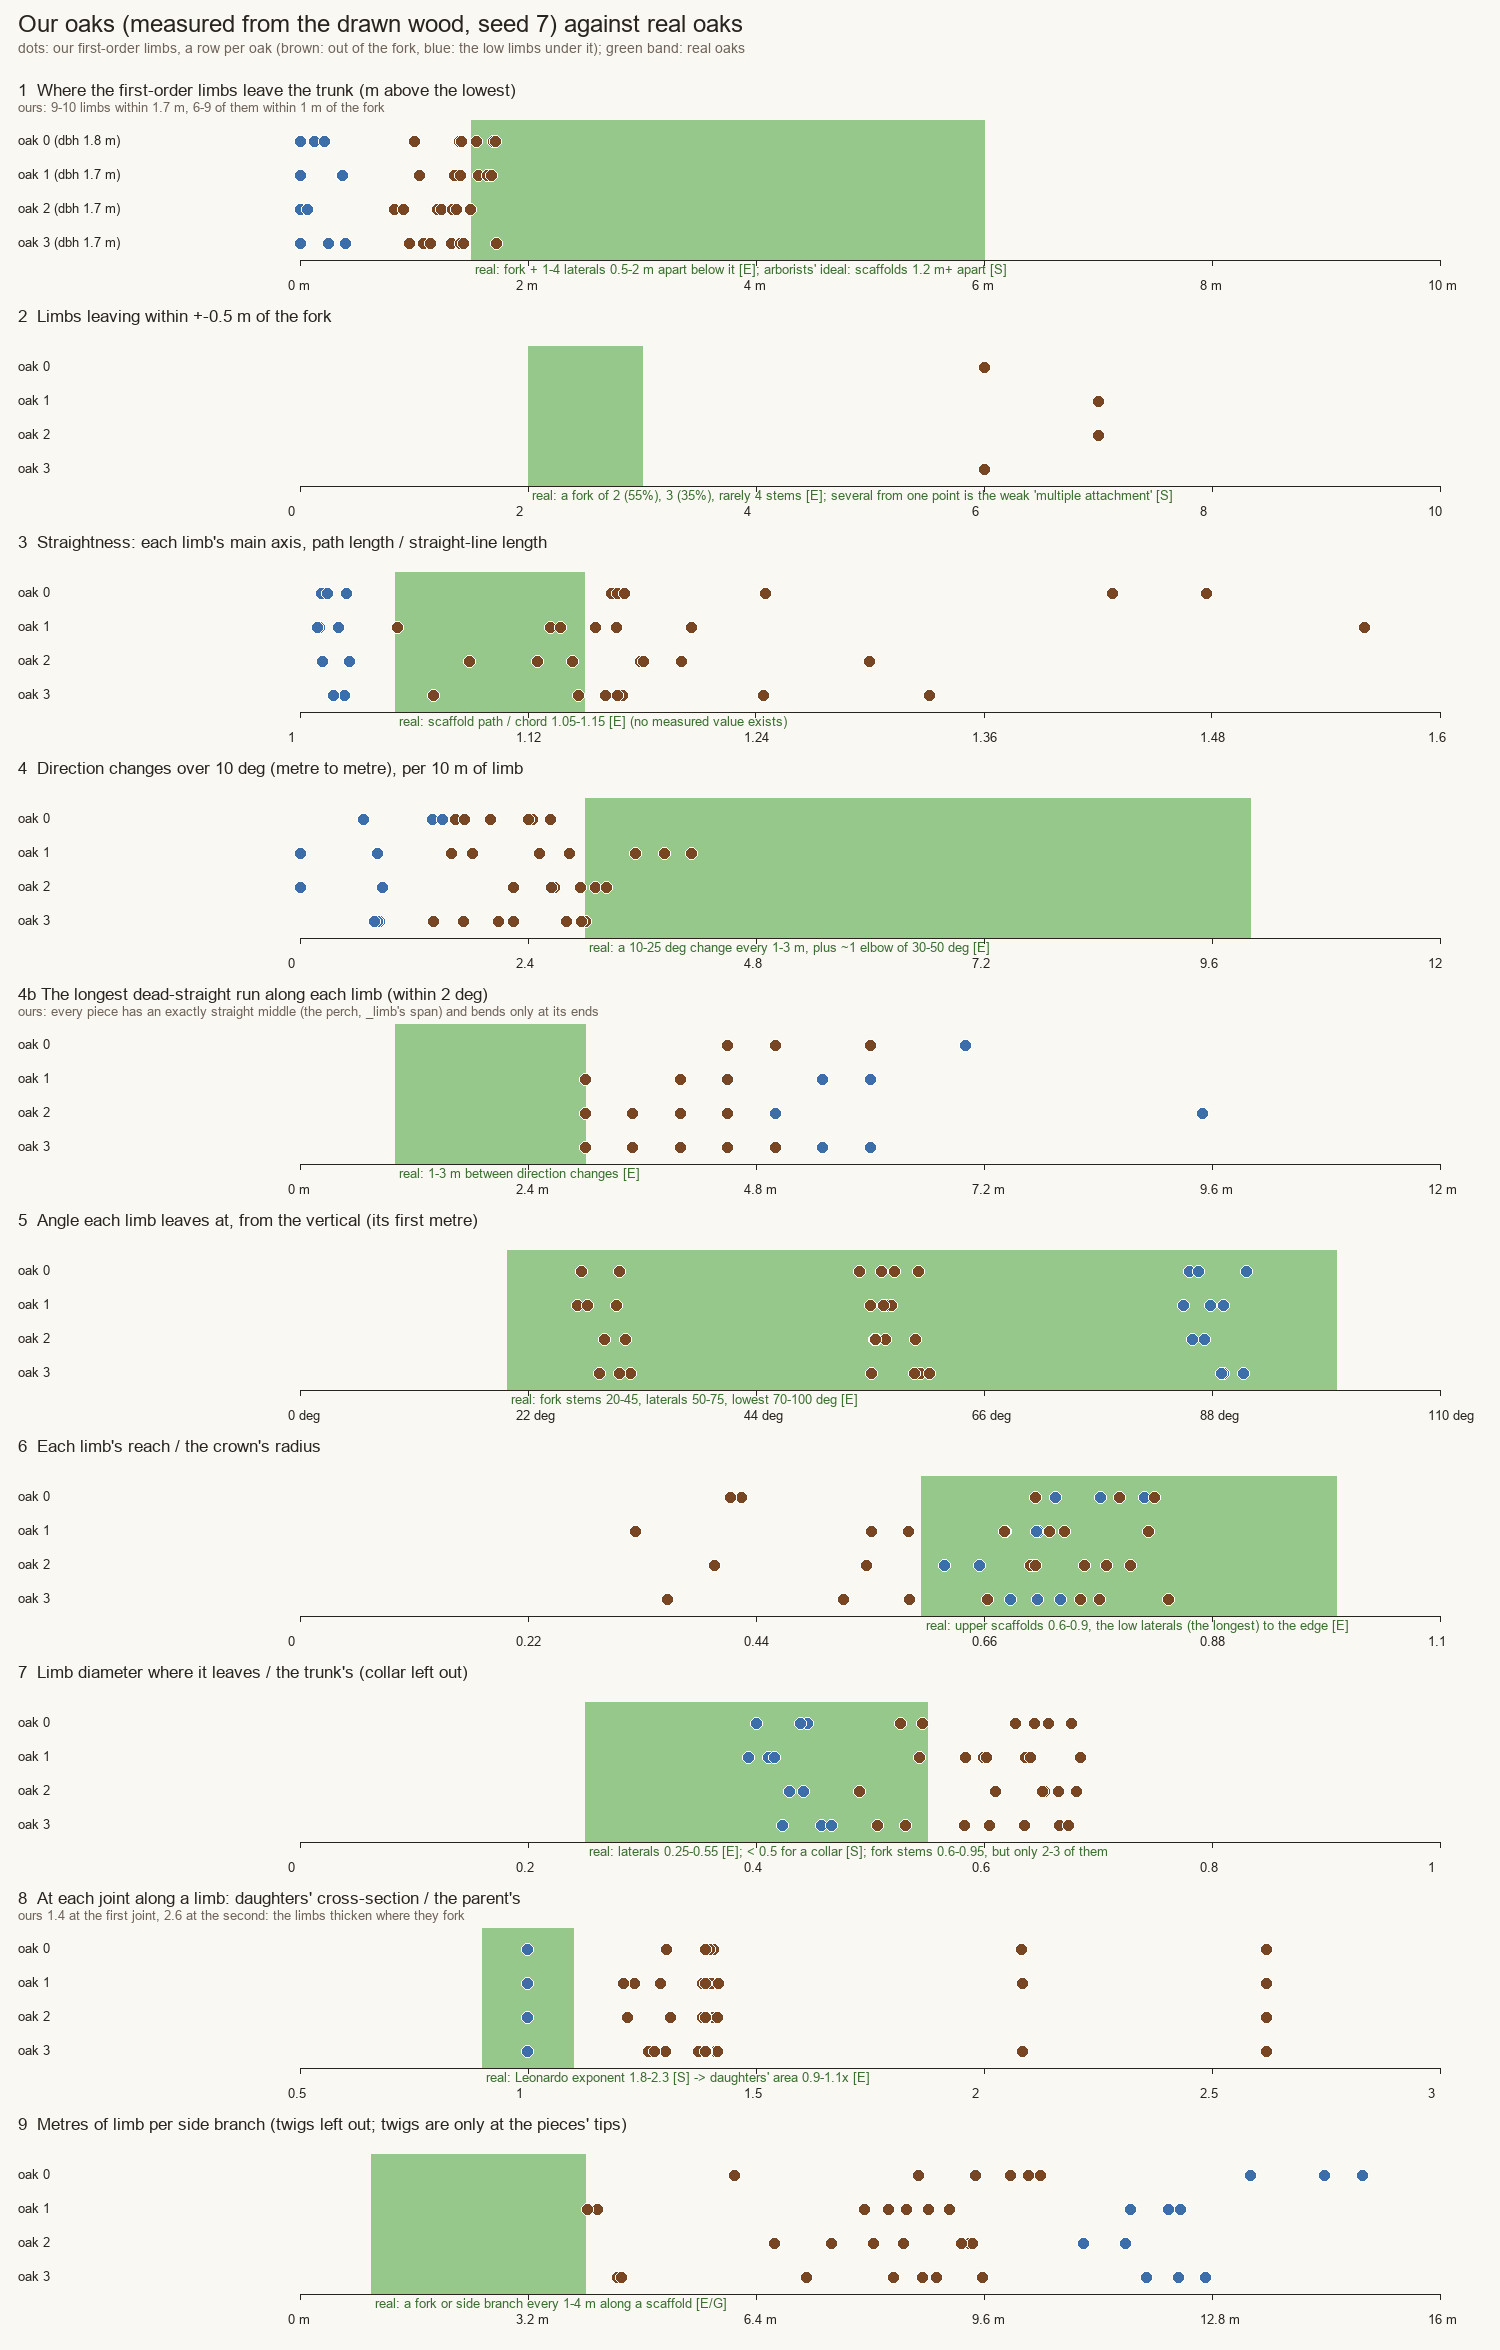 Our oaks (measured from the drawn wood, seed 7) against real oaks
dots: our first-order limbs, a row per oak (brown: out of the fork, blue: the low limbs under it); green band: real oaks
1 Where the first-order limbs leave the trunk (m above the lowest)
ours: 9-10 limbs within 1.7 m, 6-9 of them within 1 m of the fork
oak 0 (dbh 1.8 m)
oak 1 (dbh 1.7 m)
oak 2 (dbh 1.7 m)
oak 3 (dbh 1.7 m)
real: fork + 1-4 laterals 0.5-2 m apart below it [E]; arborists' ideal: scaffolds 1.2 m+ apart [S]
0 m 2 m 4 m 6 m 8 m 10 m
2 Limbs leaving within +-0.5 m of the fork
oak 0
oak 1
oak 2
oak 3
real: a fork of 2 (55%), 3 (35%), rarely 4 stems [E]; several from one point is the weak 'multiple attachment' [S]
0 2 4 6 8 10
3 Straightness: each limb's main axis, path length / straight-line length
oak 0
oak 1
oak 2
oak 3
real: scaffold path / chord 1.05-1.15 [E] (no measured value exists)
1 1.12 1.24 1.36 1.48 1.6
4 Direction changes over 10 deg (metre to metre), per 10 m of limb
oak 0
oak 1
oak 2
oak 3
real: a 10-25 deg change every 1-3 m, plus ~1 elbow of 30-50 deg [E]
0 2.4 4.8 7.2 9.6 12
4b The longest dead-straight run along each limb (within 2 deg)
ours: every piece has an exactly straight middle (the perch, _limb's span) and bends only at its ends
oak 0
oak 1
oak 2
oak 3
real: 1-3 m between direction changes [E]
0 m 2.4 m 4.8 m 7.2 m 9.6 m 12 m
5 Angle each limb leaves at, from the vertical (its first metre)
oak 0
oak 1
oak 2
oak 3
real: fork stems 20-45, laterals 50-75, lowest 70-100 deg [E]
0 deg 22 deg 44 deg 66 deg 88 deg 110 deg
6 Each limb's reach / the crown's radius
oak 0
oak 1
oak 2
oak 3
real: upper scaffolds 0.6-0.9, the low laterals (the longest) to the edge [E]
0 0.22 0.44 0.66 0.88 1.1
7 Limb diameter where it leaves / the trunk's (collar left out)
oak 0
oak 1
oak 2
oak 3
real: laterals 0.25-0.55 [E]; < 0.5 for a collar [S]; fork stems 0.6-0.95, but only 2-3 of them
0 0.2 0.4 0.6 0.8 1
8 At each joint along a limb: daughters' cross-section / the parent's
ours 1.4 at the first joint, 2.6 at the second: the limbs thicken where they fork
oak 0
oak 1
oak 2
oak 3
real: Leonardo exponent 1.8-2.3 [S] -> daughters' area 0.9-1.1x [E]
0.5 1 1.5 2 2.5 3
9 Metres of limb per side branch (twigs left out; twigs are only at the pieces' tips)
oak 0
oak 1
oak 2
oak 3
real: a fork or side branch every 1-4 m along a scaffold [E/G]
0 m 3.2 m 6.4 m 9.6 m 12.8 m 16 m